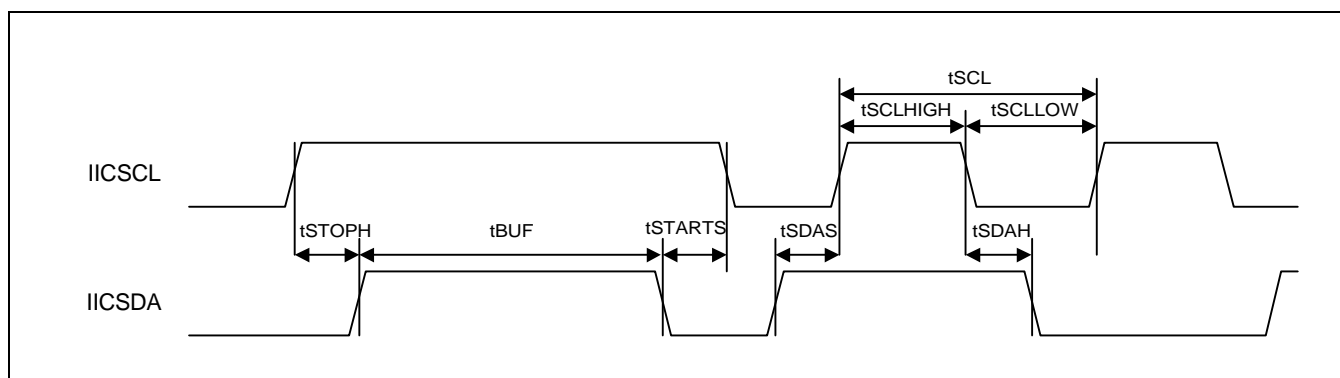 tSCL
tSCLHIGH tSCLLOW
IICSCL
tSTOPH tBUF tSTARTS tSDAS tSDAH
IICSDA